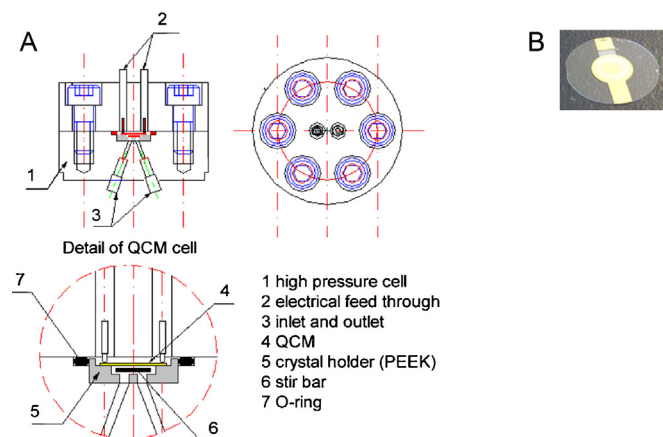 A
B
2
1
3
Detail of QCM cell
7
4
5
6
1 high pressure cell
2 electrical feed through
3 inlet and outlet
4 QCM
5 crystal holder (PEEK)
6 stir bar
7 O-ring